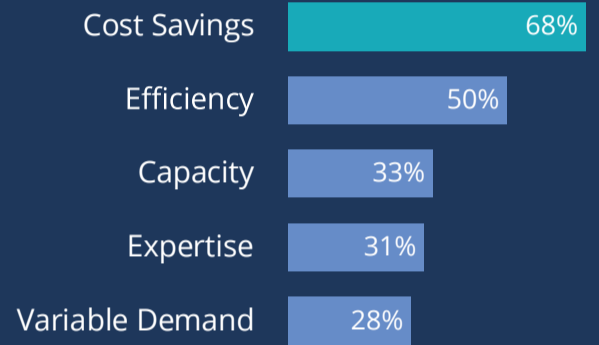 Cost Savings 68%
Efficiency 50%
Capacity 33%
Expertise 31%
Variable Demand 28%